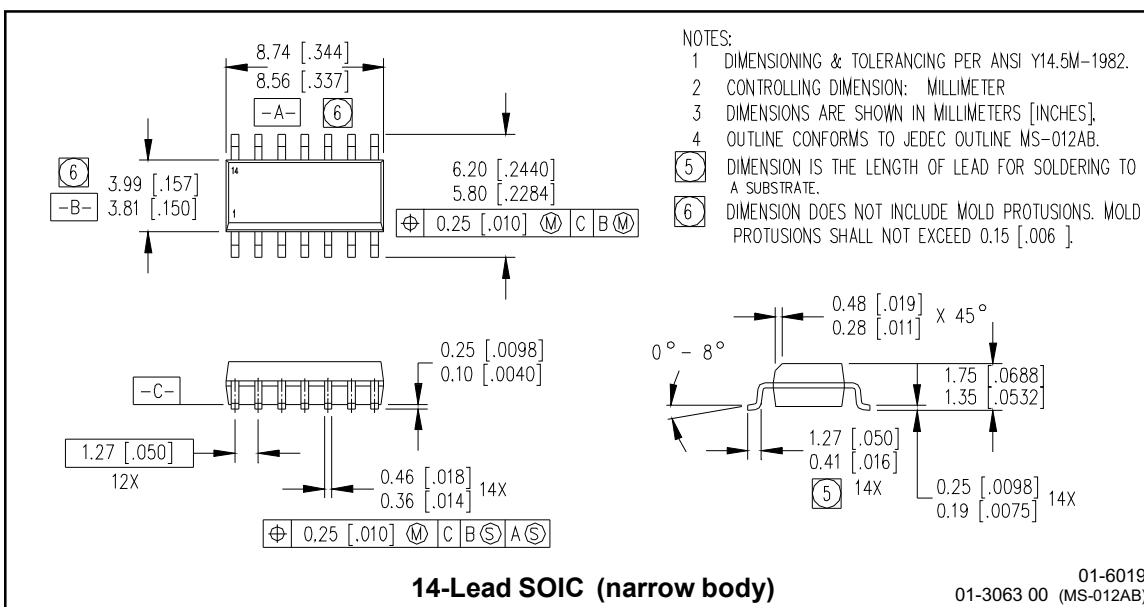 8.74 [.344]
8.56 [.337]
-A-
6
6
3.99 [.157]
3.81 [.150]
-B-
14
1
6.20 [.2440]
5.80 [.2284]
⌖ 0.25 [.010] Ⓜ C B Ⓜ
NOTES:
1 DIMENSIONING & TOLERANCING PER ANSI Y14.5M-1982.
2 CONTROLLING DIMENSION: MILLIMETER
3 DIMENSIONS ARE SHOWN IN MILLIMETERS [INCHES].
4 OUTLINE CONFORMS TO JEDEC OUTLINE MS-012AB.
5 DIMENSION IS THE LENGTH OF LEAD FOR SOLDERING TO
A SUBSTRATE.
6 DIMENSION DOES NOT INCLUDE MOLD PROTUSIONS. MOLD
PROTUSIONS SHALL NOT EXCEED 0.15 [.006 ].
-C-
0.25 [.0098]
0.10 [.0040]
1.27 [.050]
12X
0.46 [.018]
0.36 [.014]
14X
⌖ 0.25 [.010] Ⓜ C B Ⓢ A Ⓢ
0.48 [.019]
0.28 [.011]
X 45°
0°-8°
1.75 [.0688]
1.35 [.0532]
1.27 [.050]
0.41 [.016]
5
14X
0.25 [.0098]
0.19 [.0075]
14X
14-Lead SOIC (narrow body)
01-6019
01-3063 00 (MS-012AB)